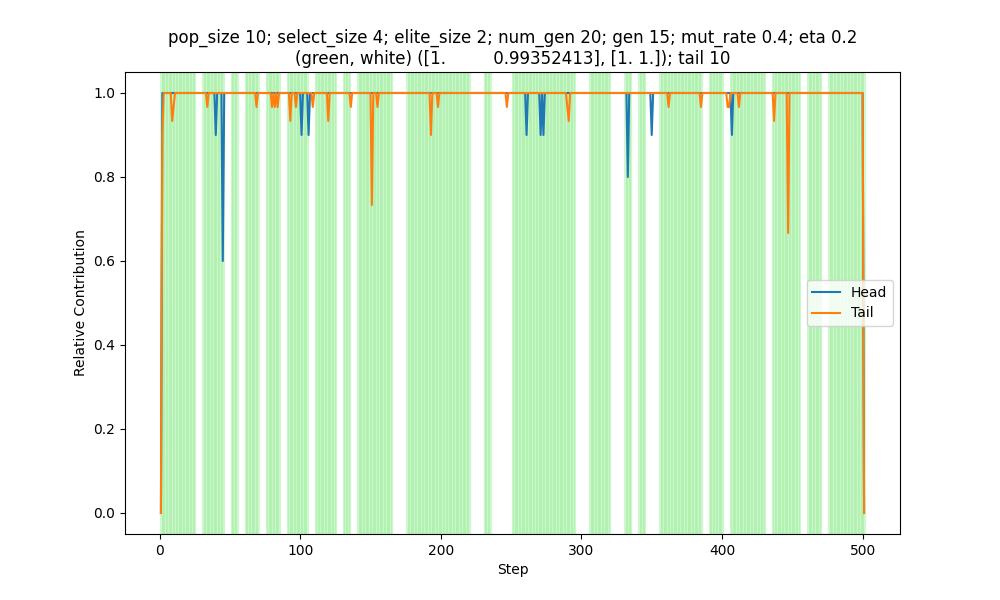 pop_size 10; select_size 4; elite_size 2; num_gen 20; gen 15; mut_rate 0.4; eta 0.2
(green, white) ([1.         0.99352413], [1. 1.]); tail 10
1.0
0.8
0.6
0.4
0.2
0.0
Relative Contribution
Head
Tail
0
100
200
300
400
500
Step